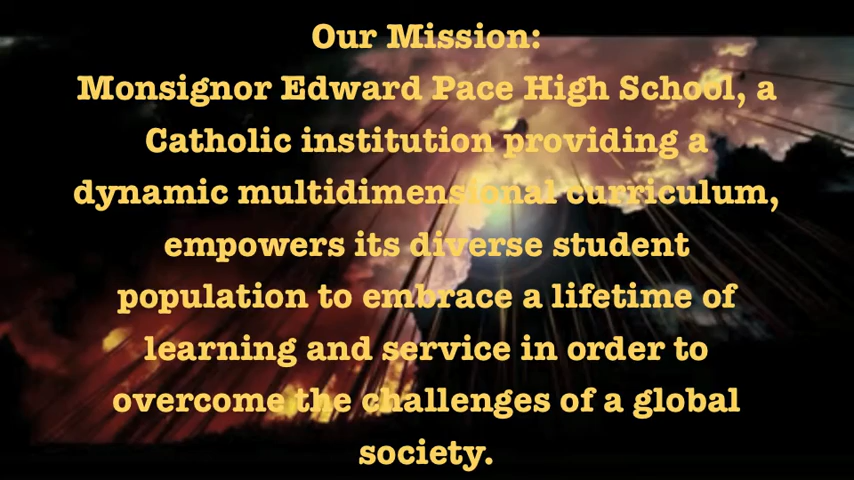 Our Mission:
Monsignor Edward Pace High School, a
Catholic institution providing a
dynamic multidimensional curriculum,
empowers its diverse student
population to embrace a lifetime of
learning and service in order to
overcome the challenges of a global
society.